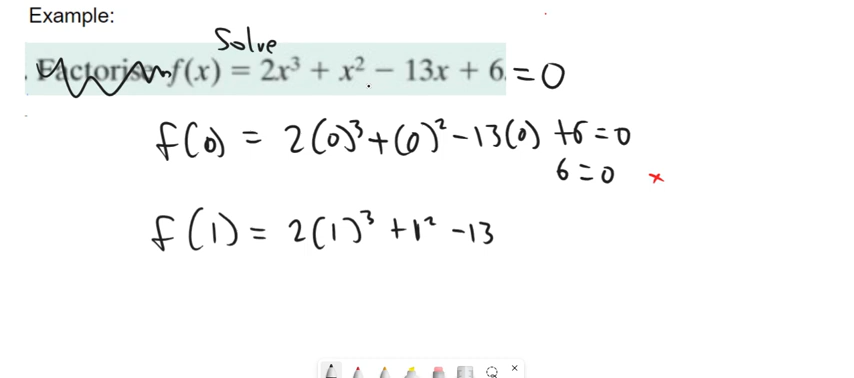 Example:
Solve
Factorise f(x) = 2x³ + x² − 13x + 6 = 0
f(0) = 2(0)³ + (0)² − 13(0) + 6 = 0
6 = 0 ×
f(1) = 2(1)³ + 1² − 13